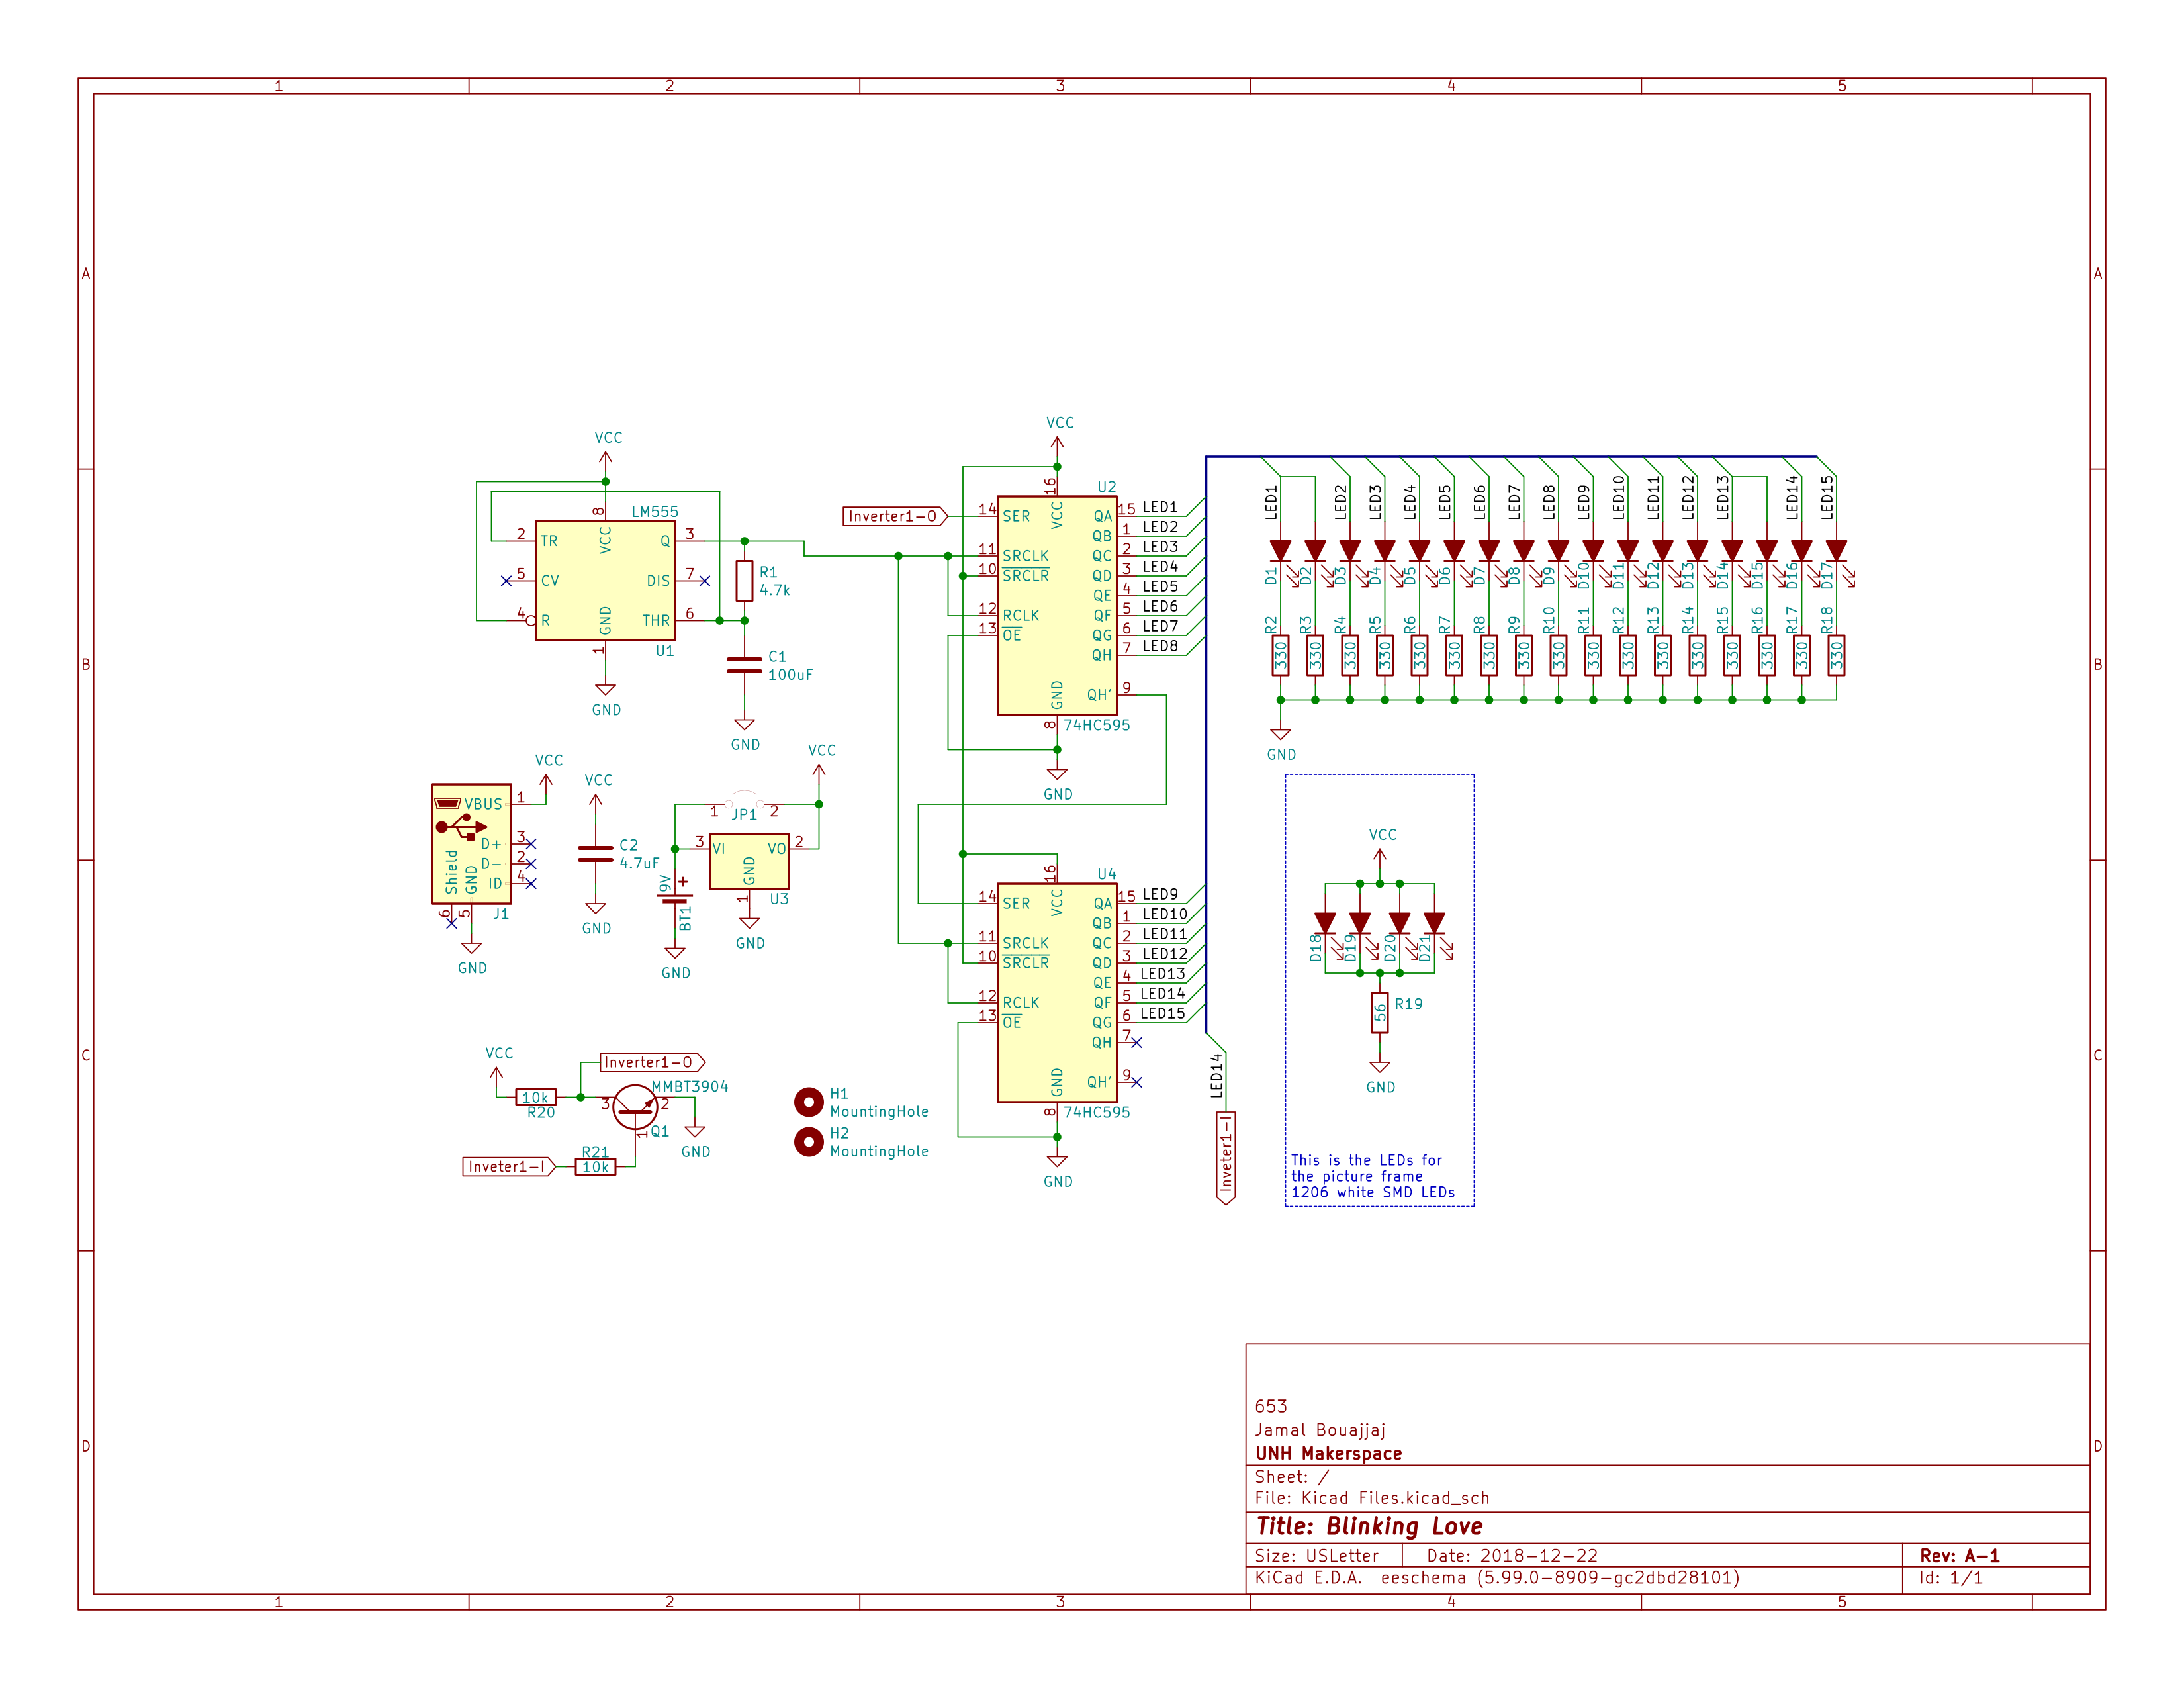 1 2 3 4 5
A A
B B
C C
D D
1 2 3 4 5
VCC
LM555
8
VCC
2 TR
Q 3
5 CV
DIS 7
4 R
THR 6
GND
1
U1
GND
R1
4.7k
C1
100uF
GND
VCC
VBUS 1
D+ 3
D- 2
ID 4
Shield
GND
6
5
J1
GND
VCC
C2
4.7uF
GND
VCC
1 JP1 2
3 VI
VO 2
GND
1
U3
GND
9V
+
BT1
GND
VCC
10k
R20
Inverter1-O
MMBT3904
3
2
1
Q1
GND
Inveter1-I
R21
10k
H1
MountingHole
H2
MountingHole
VCC
U2
16
VCC
Inverter1-O
14 SER
11 SRCLK
10 SRCLR
12 RCLK
13 OE
QA 15 LED1
QB 1 LED2
QC 2 LED3
QD 3 LED4
QE 4 LED5
QF 5 LED6
QG 6 LED7
QH 7 LED8
QH' 9
GND
8
74HC595
GND
U4
16
VCC
14 SER
11 SRCLK
10 SRCLR
12 RCLK
13 OE
QA 15 LED9
QB 1 LED10
QC 2 LED11
QD 3 LED12
QE 4 LED13
QF 5 LED14
QG 6 LED15
QH 7
QH' 9
GND
8
74HC595
GND
LED14
Inveter1-I
LED1 LED2 LED3 LED4 LED5 LED6 LED7 LED8 LED9 LED10 LED11 LED12 LED13 LED14 LED15
D1 D2 D3 D4 D5 D6 D7 D8 D9 D10 D11 D12 D13 D14 D15 D16 D17
R2 R3 R4 R5 R6 R7 R8 R9 R10 R11 R12 R13 R14 R15 R16 R17 R18
330 330 330 330 330 330 330 330 330 330 330 330 330 330 330 330 330
GND
VCC
D18 D19 D20 D21
56
R19
GND
This is the LEDs for
the picture frame
1206 white SMD LEDs
653
Jamal Bouajjaj
UNH Makerspace
Sheet: /
File: Kicad Files.kicad_sch
Title: Blinking Love
Size: USLetter Date: 2018-12-22 Rev: A-1
KiCad E.D.A. eeschema (5.99.0-8909-gc2dbd28101) Id: 1/1